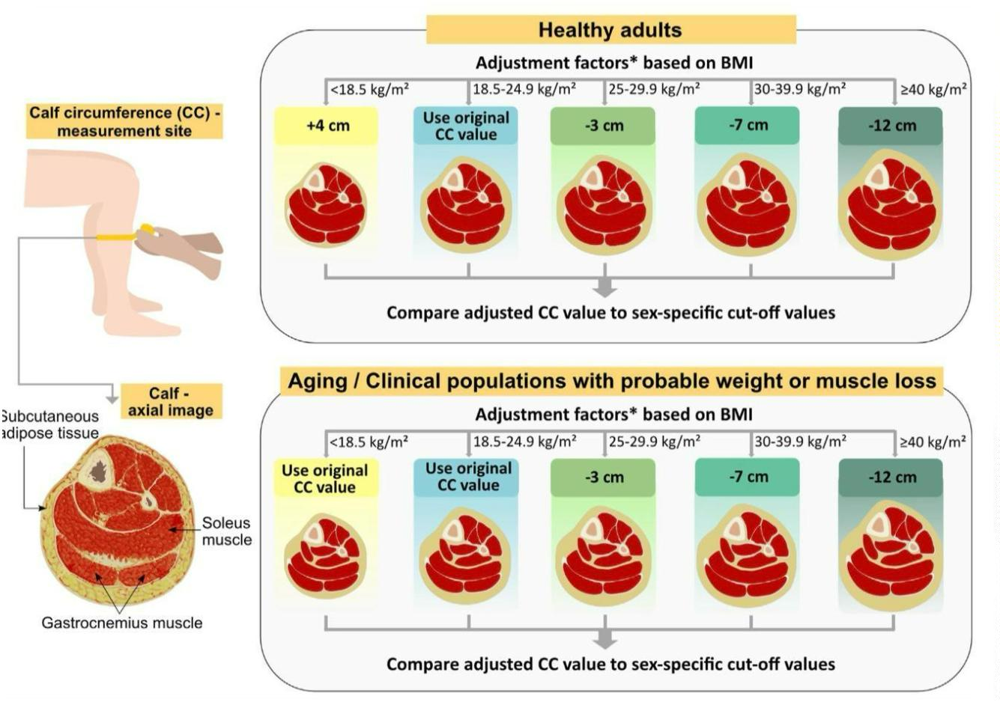 Healthy adults
Adjustment factors* based on BMI
<18.5 kg/m²
18.5-24.9 kg/m²
25-29.9 kg/m²
30-39.9 kg/m²
≥40 kg/m²
+4 cm
Use original
CC value
-3 cm
-7 cm
-12 cm
Compare adjusted CC value to sex-specific cut-off values
Calf circumference (CC) -
measurement site
Calf -
axial image
Subcutaneous
adipose tissue
Soleus
muscle
Gastrocnemius muscle
Aging / Clinical populations with probable weight or muscle loss
Adjustment factors* based on BMI
<18.5 kg/m²
18.5-24.9 kg/m²
25-29.9 kg/m²
30-39.9 kg/m²
≥40 kg/m²
Use original
CC value
Use original
CC value
-3 cm
-7 cm
-12 cm
Compare adjusted CC value to sex-specific cut-off values